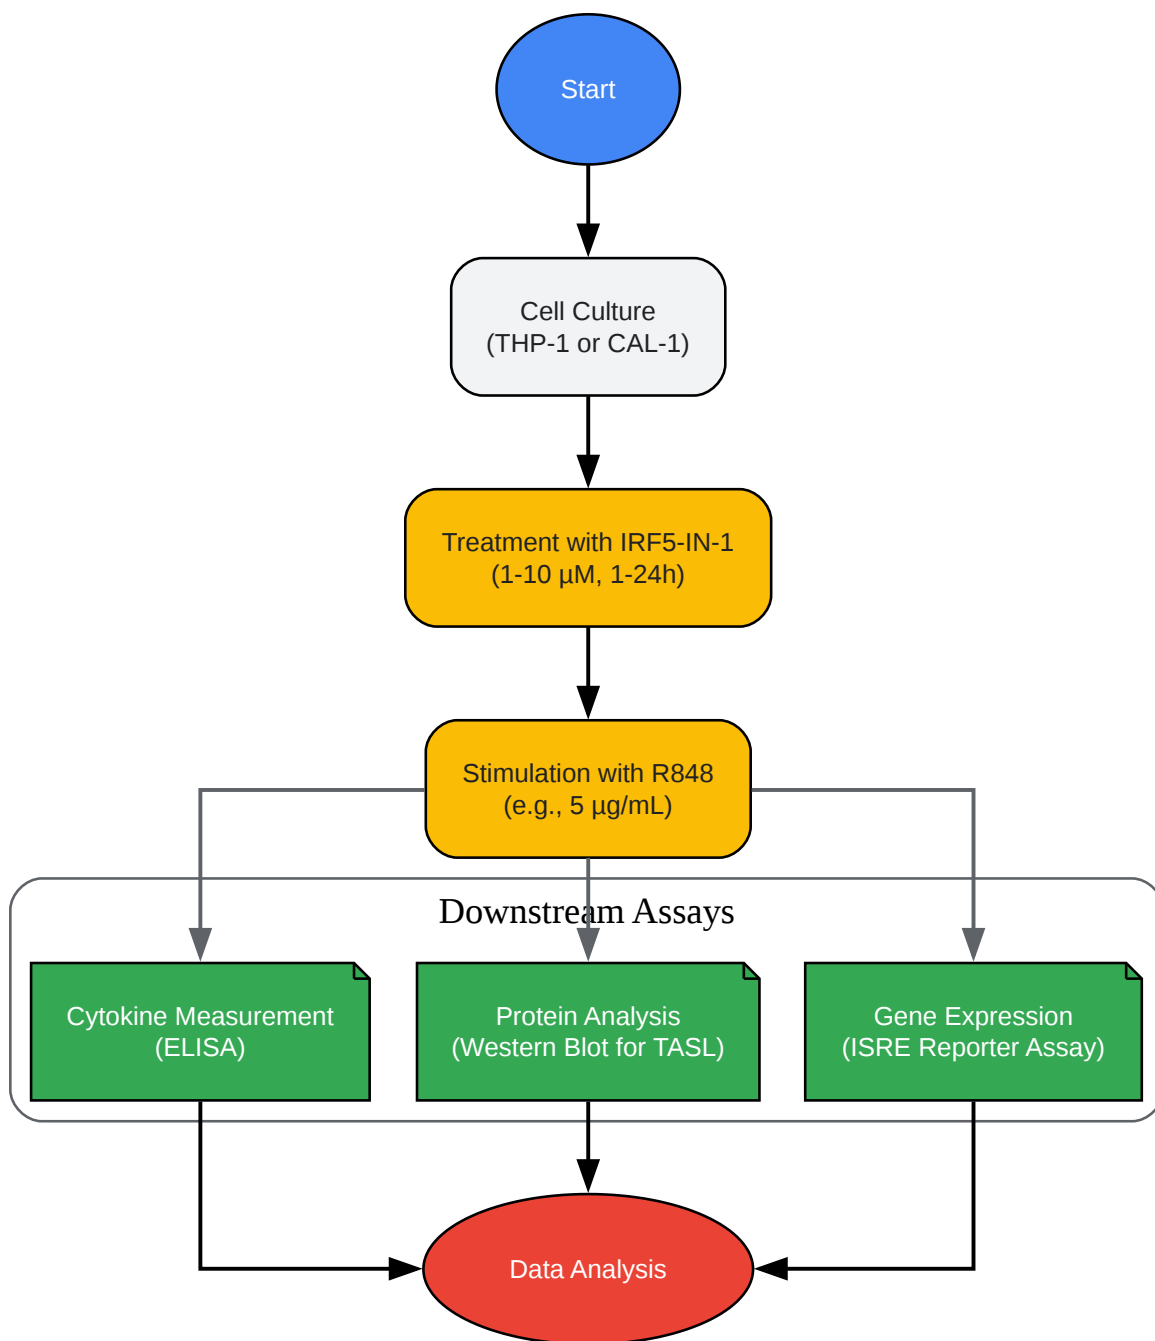 Start
Cell Culture
(THP-1 or CAL-1)
Treatment with IRF5-IN-1
(1-10 µM, 1-24h)
Stimulation with R848
(e.g., 5 µg/mL)
Downstream Assays
Cytokine Measurement
(ELISA)
Protein Analysis
(Western Blot for TASL)
Gene Expression
(ISRE Reporter Assay)
Data Analysis